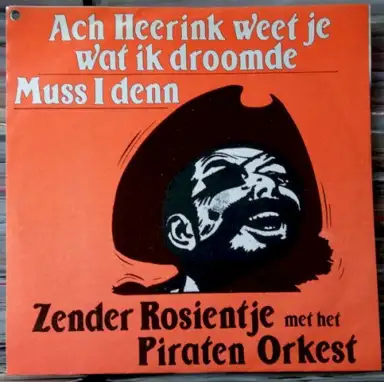 Ach Heerink weet je
wat ik droomde
Muss I denn
Zender Rosientje met het
Piraten Orkest